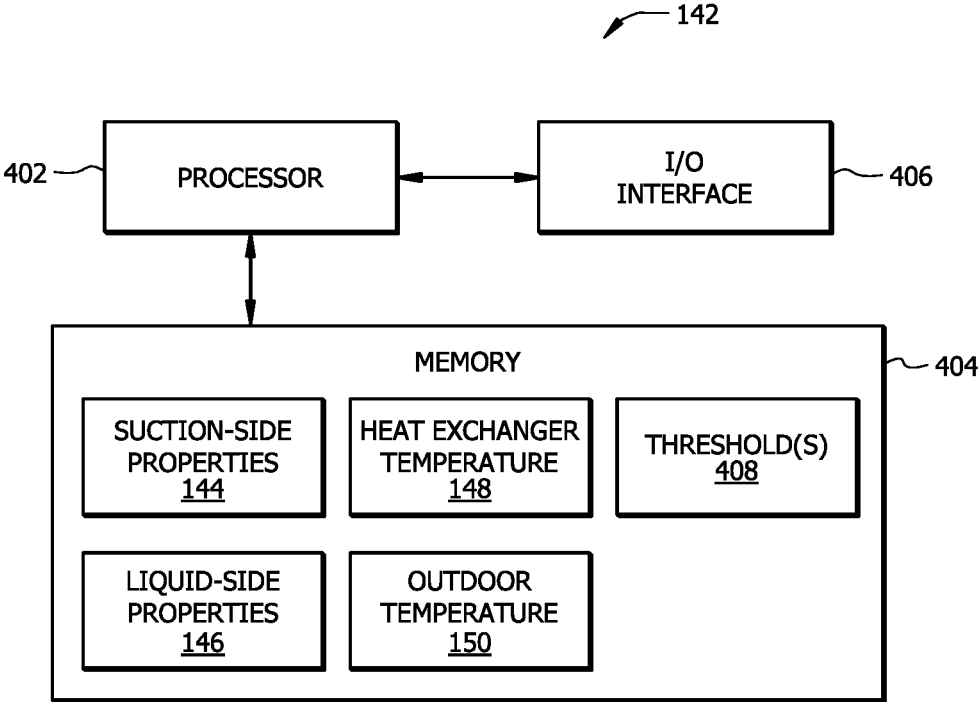 142
402
PROCESSOR
I/O
INTERFACE
406
MEMORY
404
SUCTION-SIDE
PROPERTIES
144
HEAT EXCHANGER
TEMPERATURE
148
THRESHOLD(S)
408
LIQUID-SIDE
PROPERTIES
146
OUTDOOR
TEMPERATURE
150